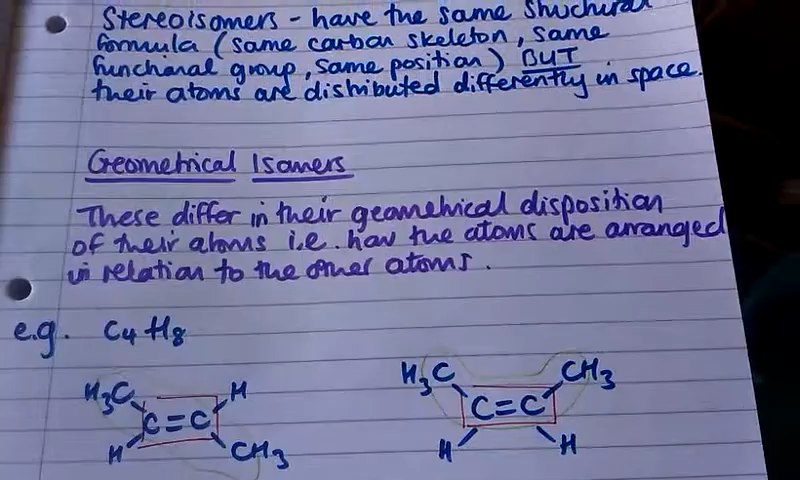 Stereoisomers - have the same structural
formula (same carbon skeleton, same
functional group, same position) BUT
their atoms are distributed differently in space.
Geometrical Isomers
These differ in their geometrical disposition
of their atoms i.e. how the atoms are arranged
in relation to the other atoms.
e.g. C4H8
H3C H
C=C
H CH3
H3C CH3
C=C
H H